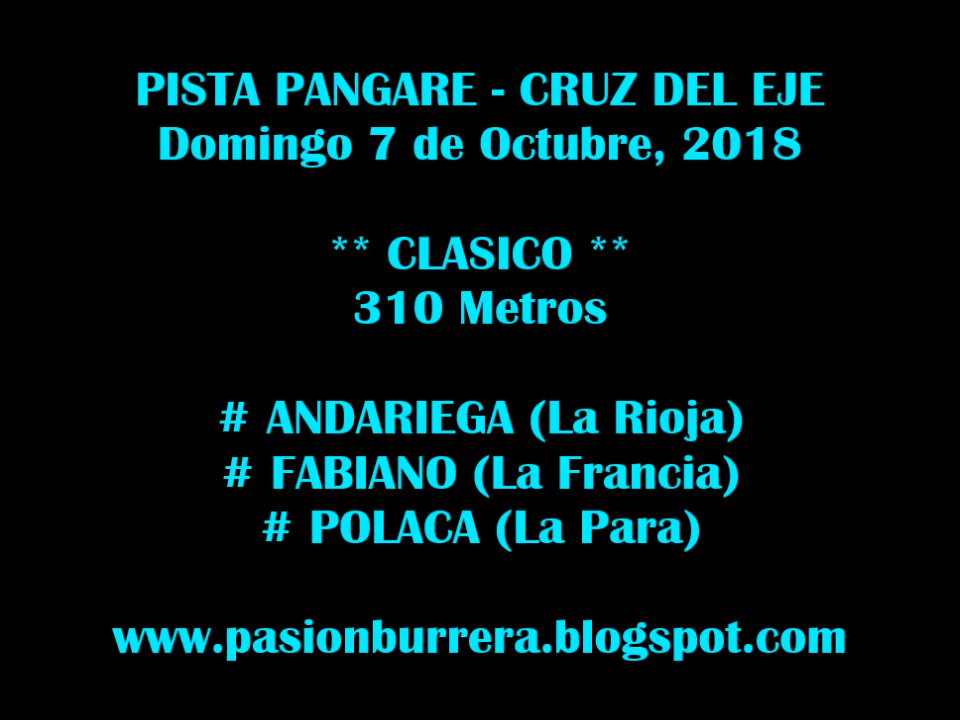 PISTA PANGARE - CRUZ DEL EJE
Domingo 7 de Octubre, 2018
** CLASICO **
310 Metros
# ANDARIEGA (La Rioja)
# FABIANO (La Francia)
# POLACA (La Para)
www.pasionburrera.blogspot.com